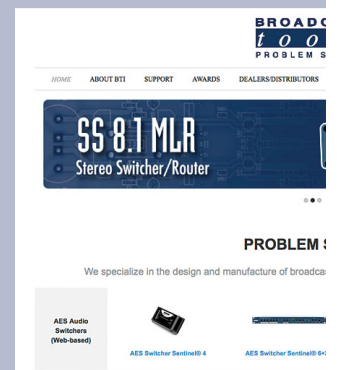 BROADC
t o o
PROBLEM S
HOME ABOUT BTI SUPPORT AWARDS DEALERS/DISTRIBUTORS
SS 8.1 MLR
Stereo Switcher/Router
PROBLEM S
We specialize in the design and manufacture of broadcas
AES Audio
Switchers
(Web-based)
AES Switcher Sentinel® 4 AES Switcher Sentinel® 6+